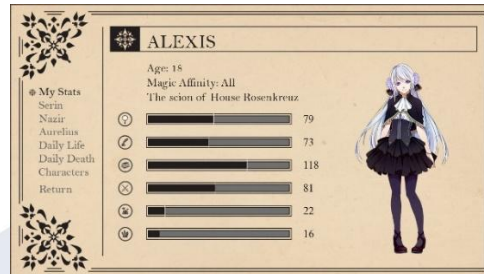 ALEXIS
Age: 18
Magic Affinity: All
The scion of House Rosenkreuz
My Stats
Serin
Nazir
Aurelius
Daily Life
Daily Death
Characters
Return
79
73
118
81
22
16